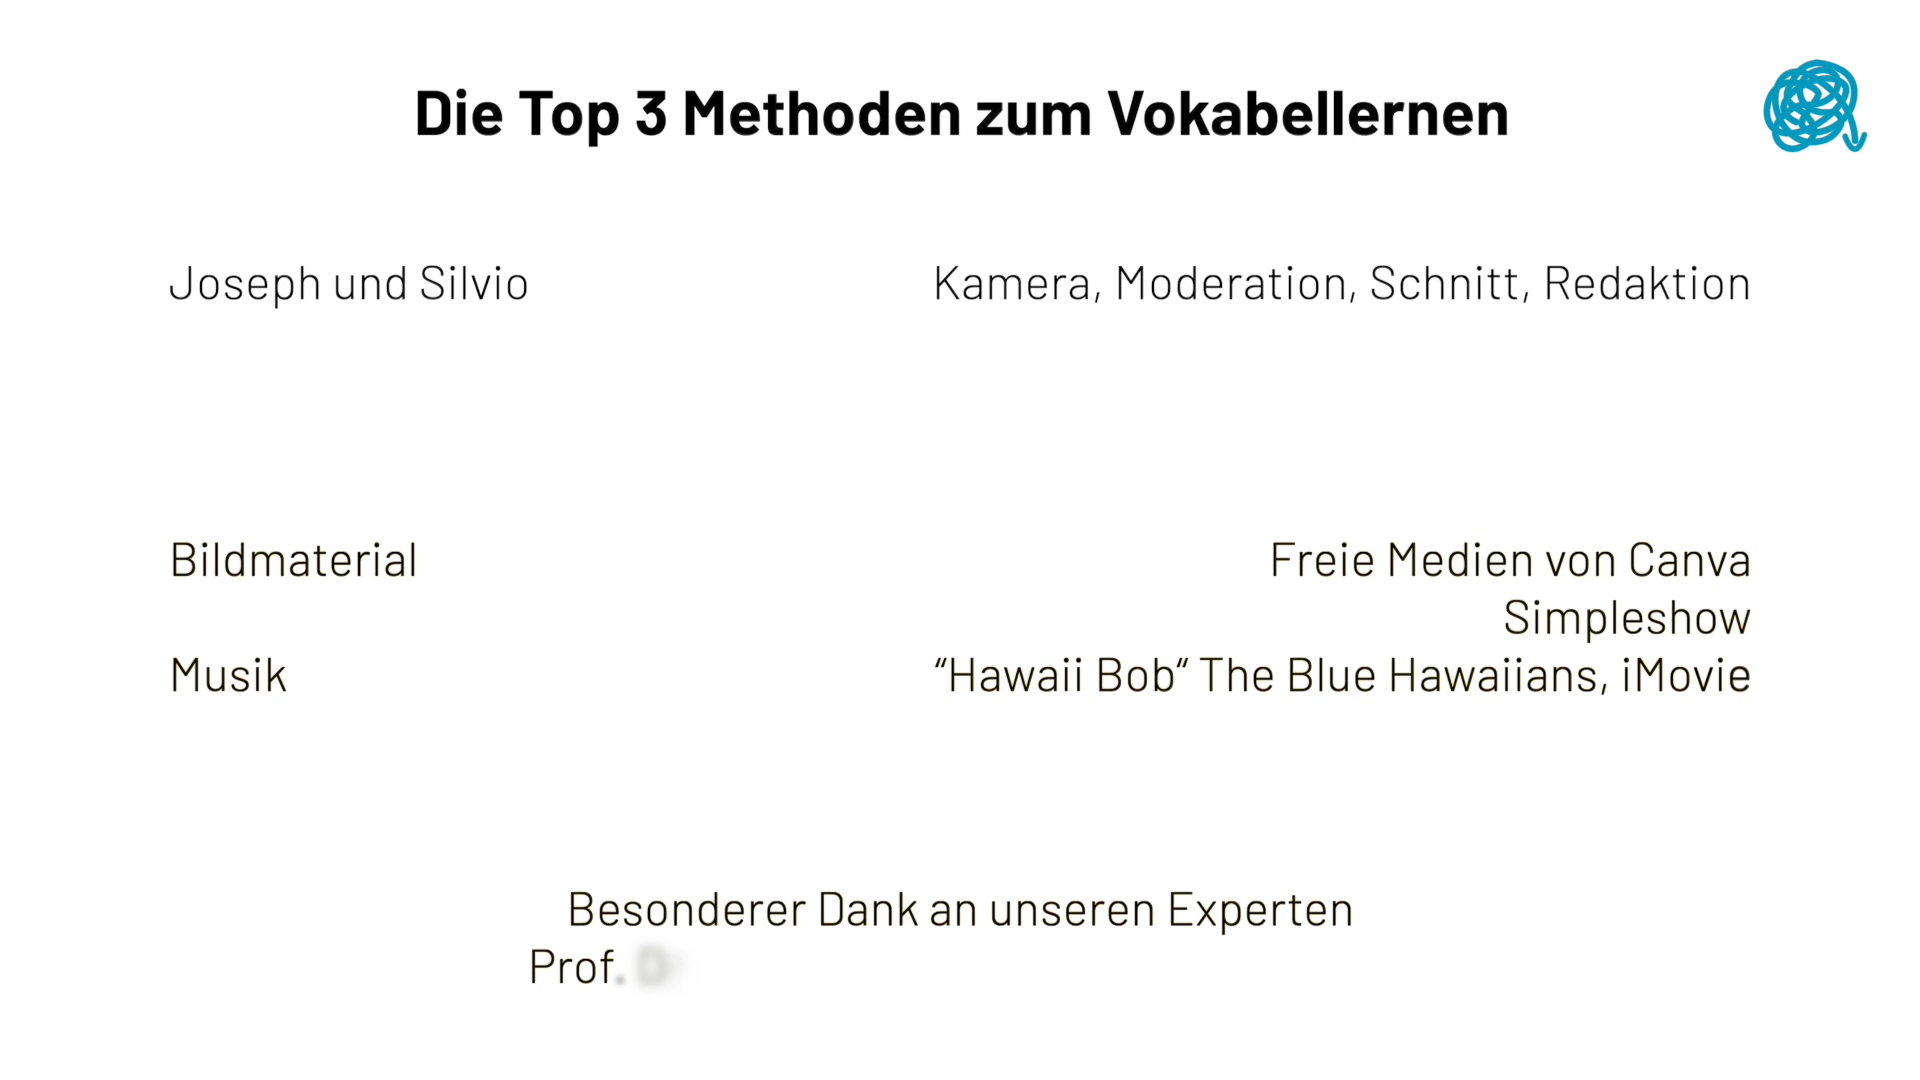 Die Top 3 Methoden zum Vokabellernen
Joseph und Silvio Kamera, Moderation, Schnitt, Redaktion
Bildmaterial Freie Medien von Canva
Simpleshow
Musik “Hawaii Bob“ The Blue Hawaiians, iMovie
Besonderer Dank an unseren Experten
Prof.